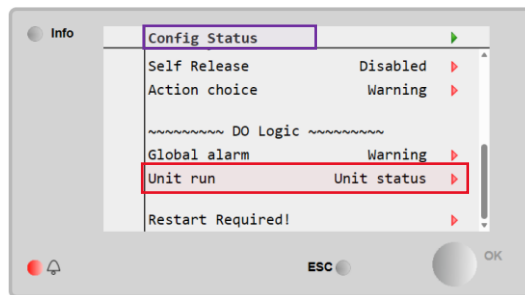 Info
Config Status
Self Release Disabled
Action choice Warning
~~~~~~~~~ DO Logic ~~~~~~~~~
Global alarm Warning
Unit run Unit status
Restart Required!
ESC
OK